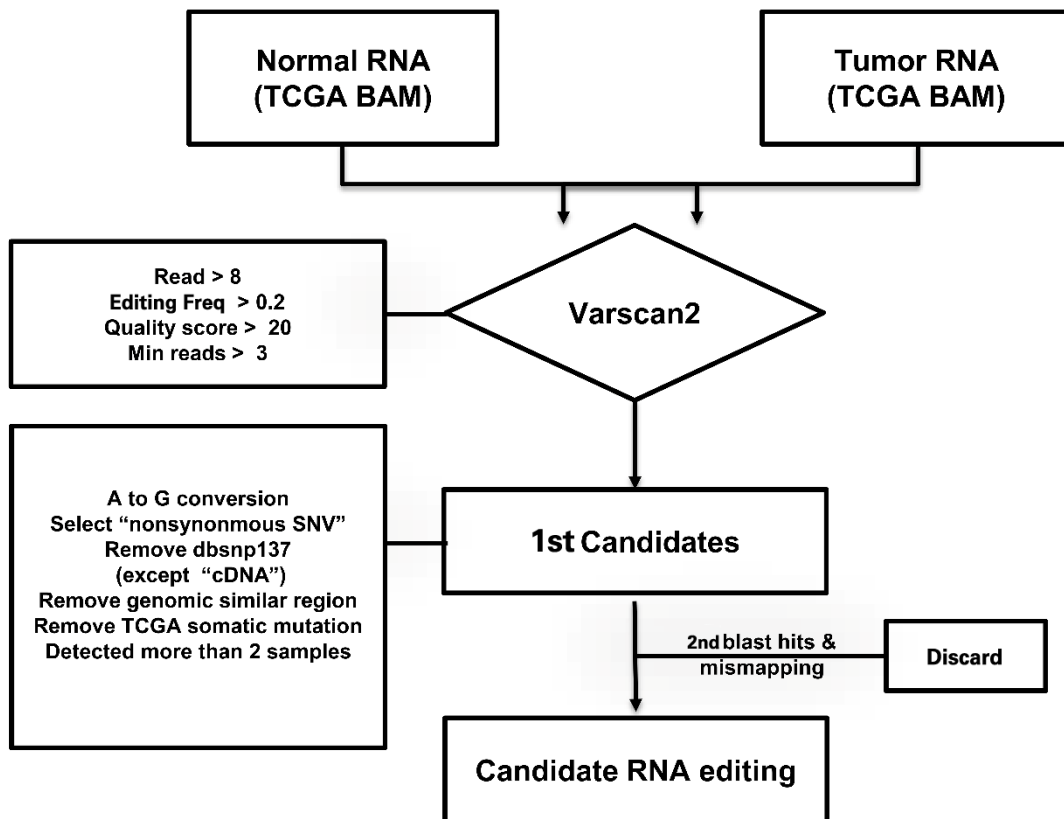 Normal RNA
(TCGA BAM)
Tumor RNA
(TCGA BAM)
Read > 8
Editing Freq > 0.2
Quality score > 20
Min reads > 3
Varscan2
A to G conversion
Select “nonsynonmous SNV”
Remove dbsnp137
(except “cDNA”)
Remove genomic similar region
Remove TCGA somatic mutation
Detected more than 2 samples
1st Candidates
2nd blast hits &
mismapping
Discard
Candidate RNA editing